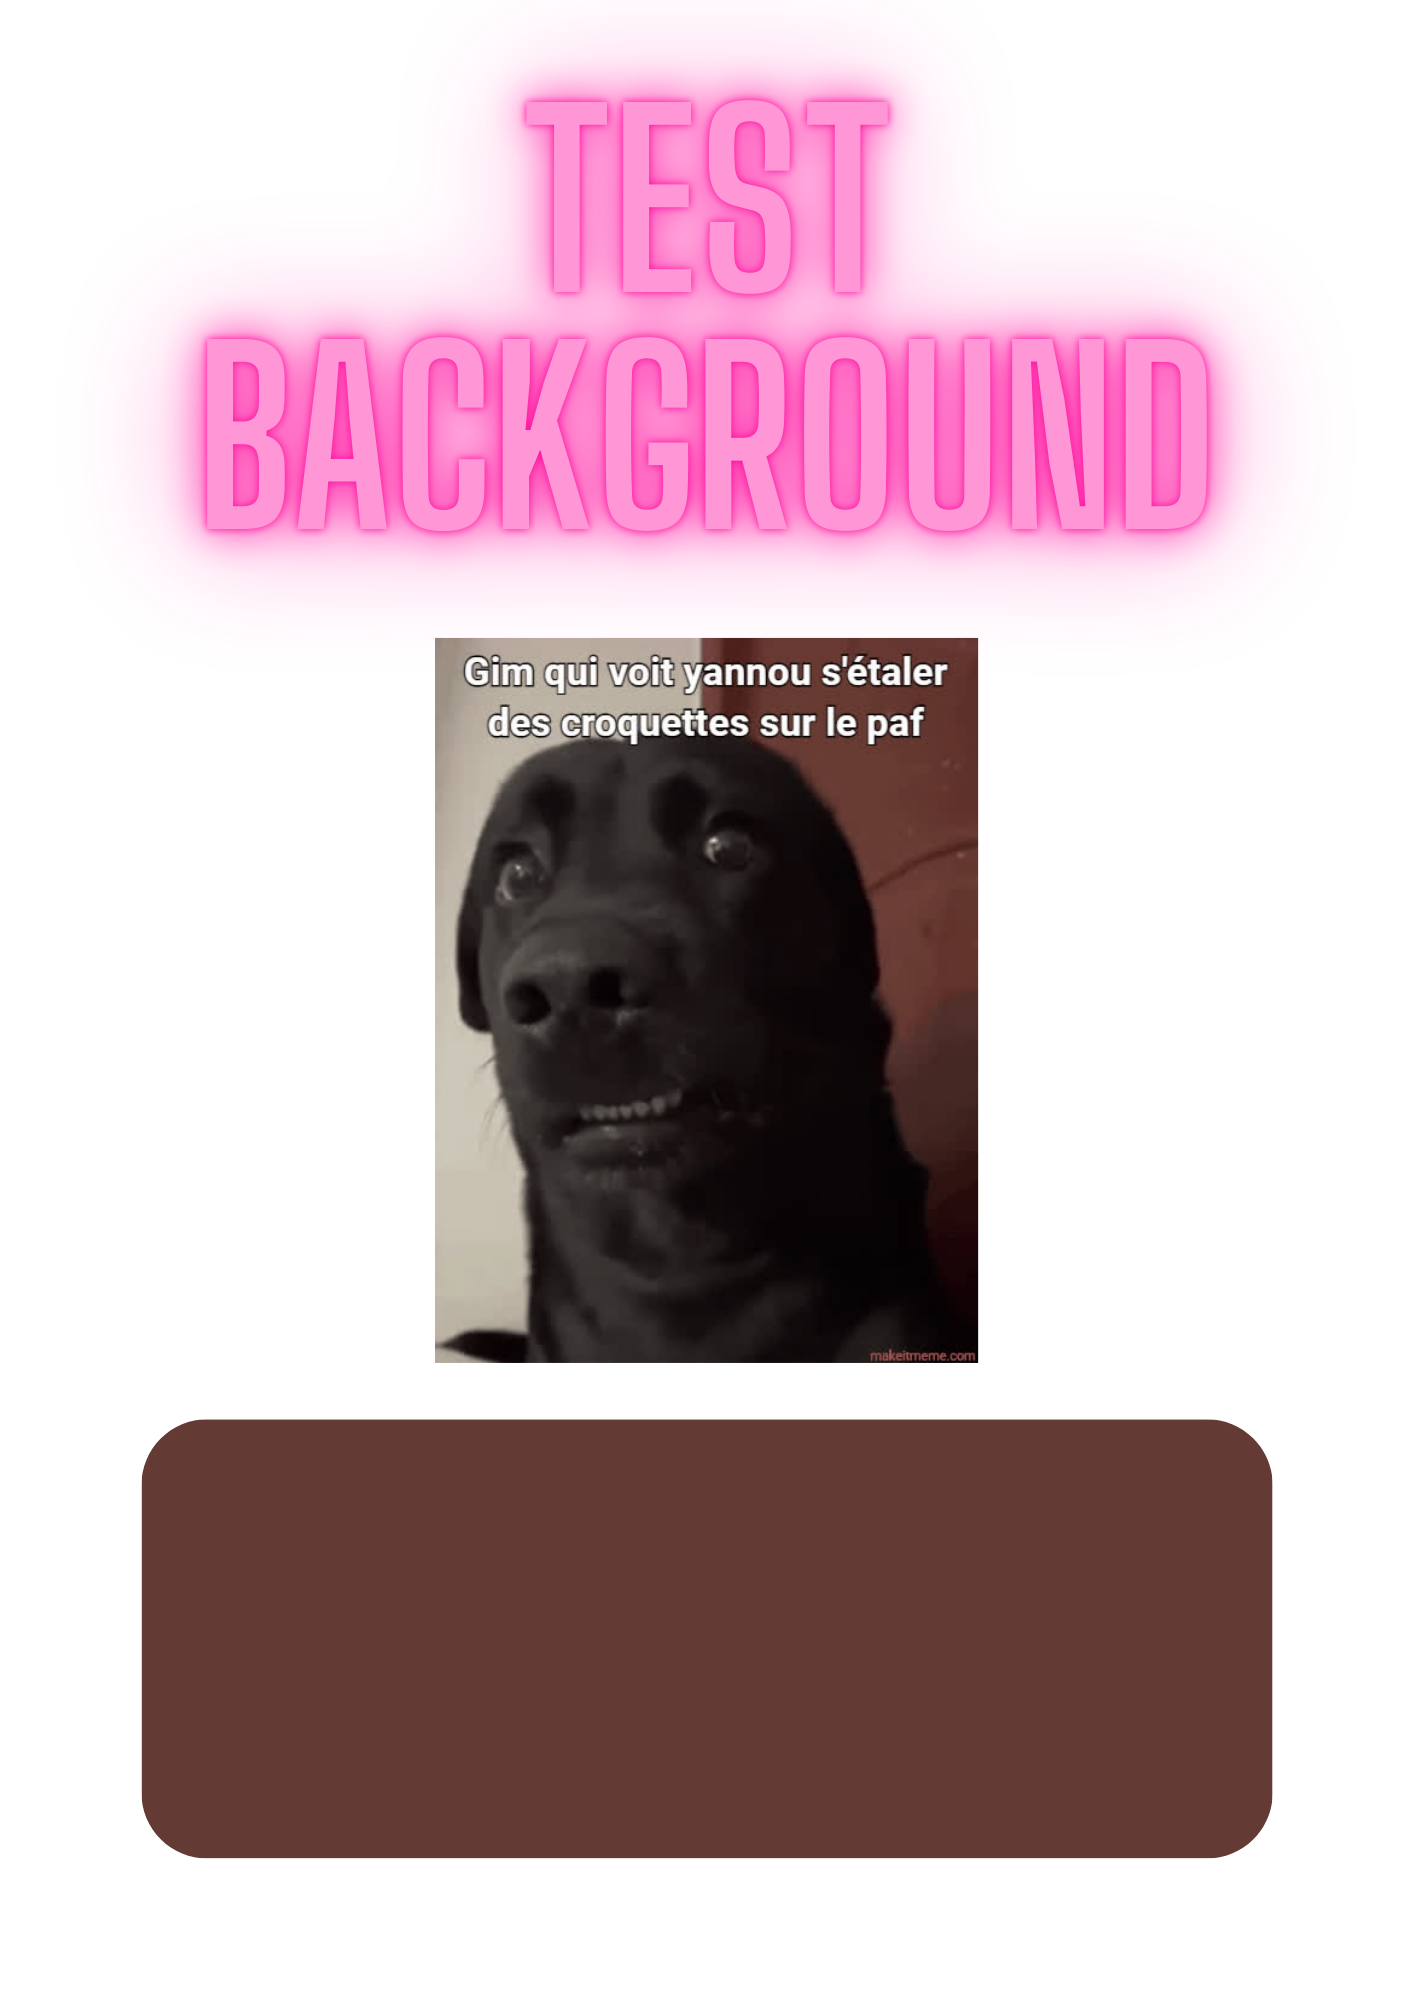 TEST
BACKGROUND
Gim qui voit yannou s'étaler
des croquettes sur le paf
makeitmeme.com